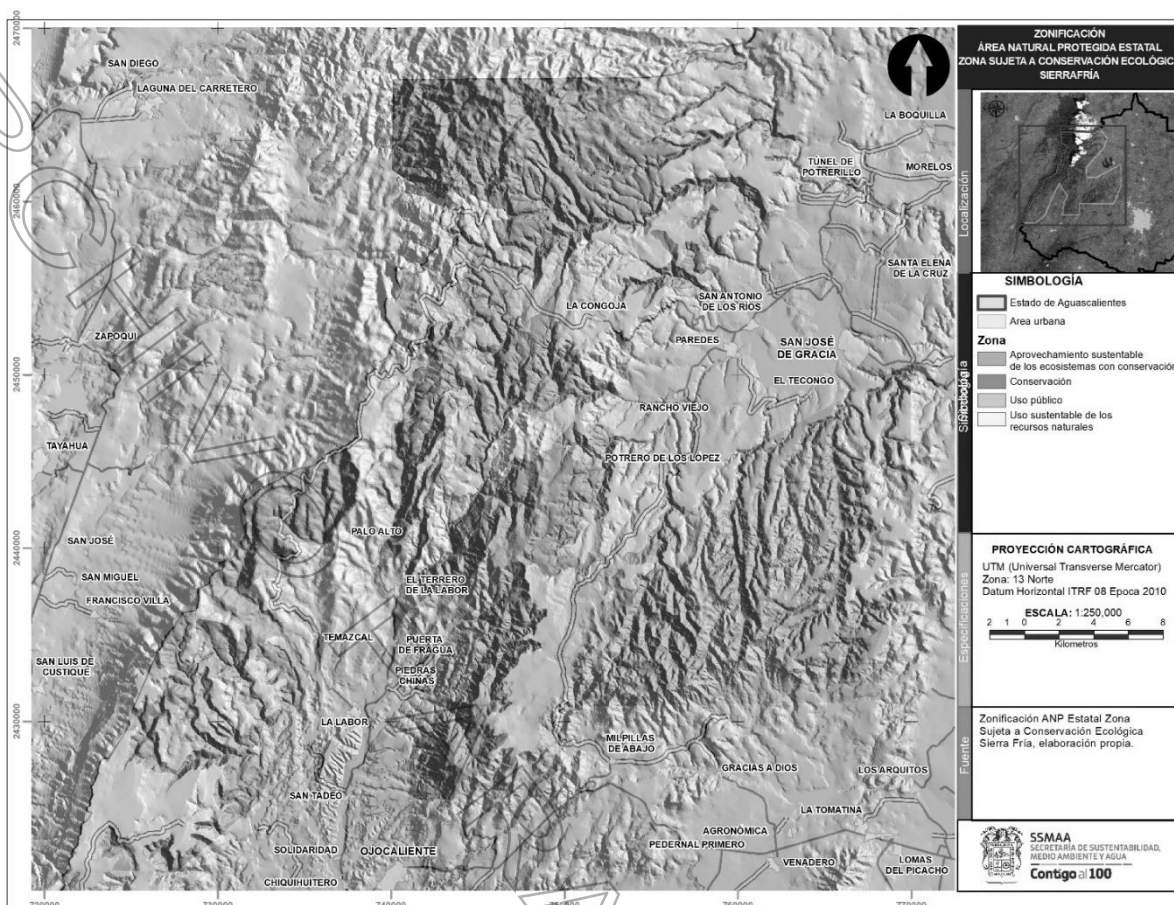 ZONIFICACIÓN
ÁREA NATURAL PROTEGIDA ESTATAL
ZONA SUJETA A CONSERVACIÓN ECOLÓGIC
SIERRAFRÍA
Localización
SIMBOLOGÍA
Estado de Aguascalientes
Area urbana
Zona
Aprovechamiento sustentable
de los ecosistemas con conservación
Conservación
Uso público
Uso sustentable de los
recursos naturales
PROYECCIÓN CARTOGRÁFICA
UTM (Universal Transverse Mercator)
Zona: 13 Norte
Datum Horizontal ITRF 08 Epoca 2010
ESCALA: 1:250,000
2 1 0 2 4 6 8
Kilometros
Especificaciones
Zonificación ANP Estatal Zona
Sujeta a Conservación Ecológica
Sierra Fría, elaboración propia.
Fuente
SSMAA
SECRETARÍA DE SUSTENTABILIDAD,
MEDIO AMBIENTE Y AGUA
Contigo al 100
2470000
2460000
2450000
2440000
2430000
SAN DIEGO
LAGUNA DEL CARRETERO
LA BOQUILLA
TÚNEL DE
POTRERILLO
MORELOS
SANTA ELENA
DE LA CRUZ
LA CONGOJA
SAN ANTONIO
DE LOS RÍOS
ZAPOQUI
PAREDES
SAN JOSÉ
DE GRACIA
EL TECONGO
RANCHO VIEJO
TAYAHUA
POTRERO DE LOS LÓPEZ
PALO ALTO
SAN JOSÉ
SAN MIGUEL
EL TERRERO
DE LA LABOR
FRANCISCO VILLA
TEMAZCAL
PUERTA
DE FRAGUA
SAN LUIS DE
CUSTIQUE
PIEDRAS
CHINAS
LA LABOR
MILPILLAS
DE ABAJO
GRACIAS A DIOS
LOS ARQUITOS
SAN TADEO
LA TOMATINA
AGRONÓMICA
PEDERNAL PRIMERO
SOLIDARIDAD
OJOCALIENTE
VENADERO
LOMAS
DEL PICACHO
CHIQUIHUITERO